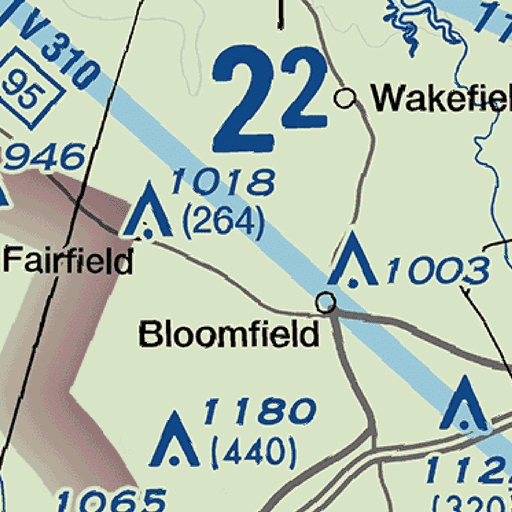 V 310
95
22
Wakefiel
946
1018
(264)
Fairfield
1003
Bloomfield
1180
(440)
112
(320
1065